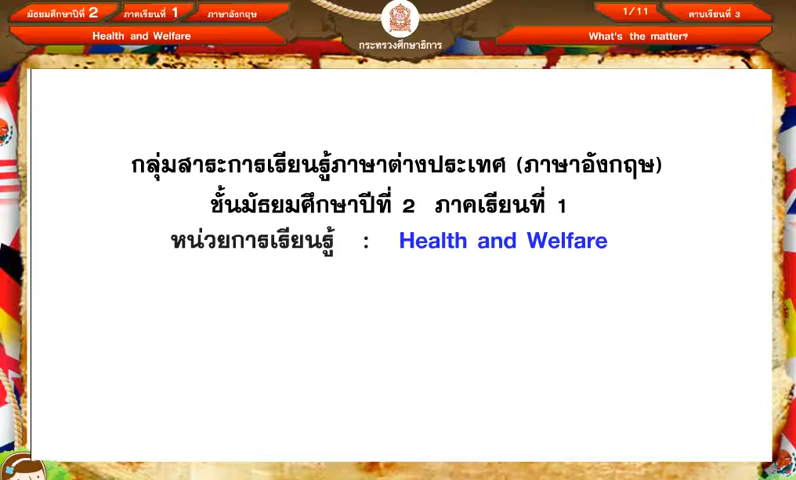 มัธยมศึกษาปีที่ 2 ภาคเรียนที่ 1 ภาษาอังกฤษ 1/11 คาบเรียนที่ 3
Health and Welfare What's the matter?
กระทรวงศึกษาธิการ
กลุ่มสาระการเรียนรู้ภาษาต่างประเทศ (ภาษาอังกฤษ)
ชั้นมัธยมศึกษาปีที่ 2 ภาคเรียนที่ 1
หน่วยการเรียนรู้ : Health and Welfare